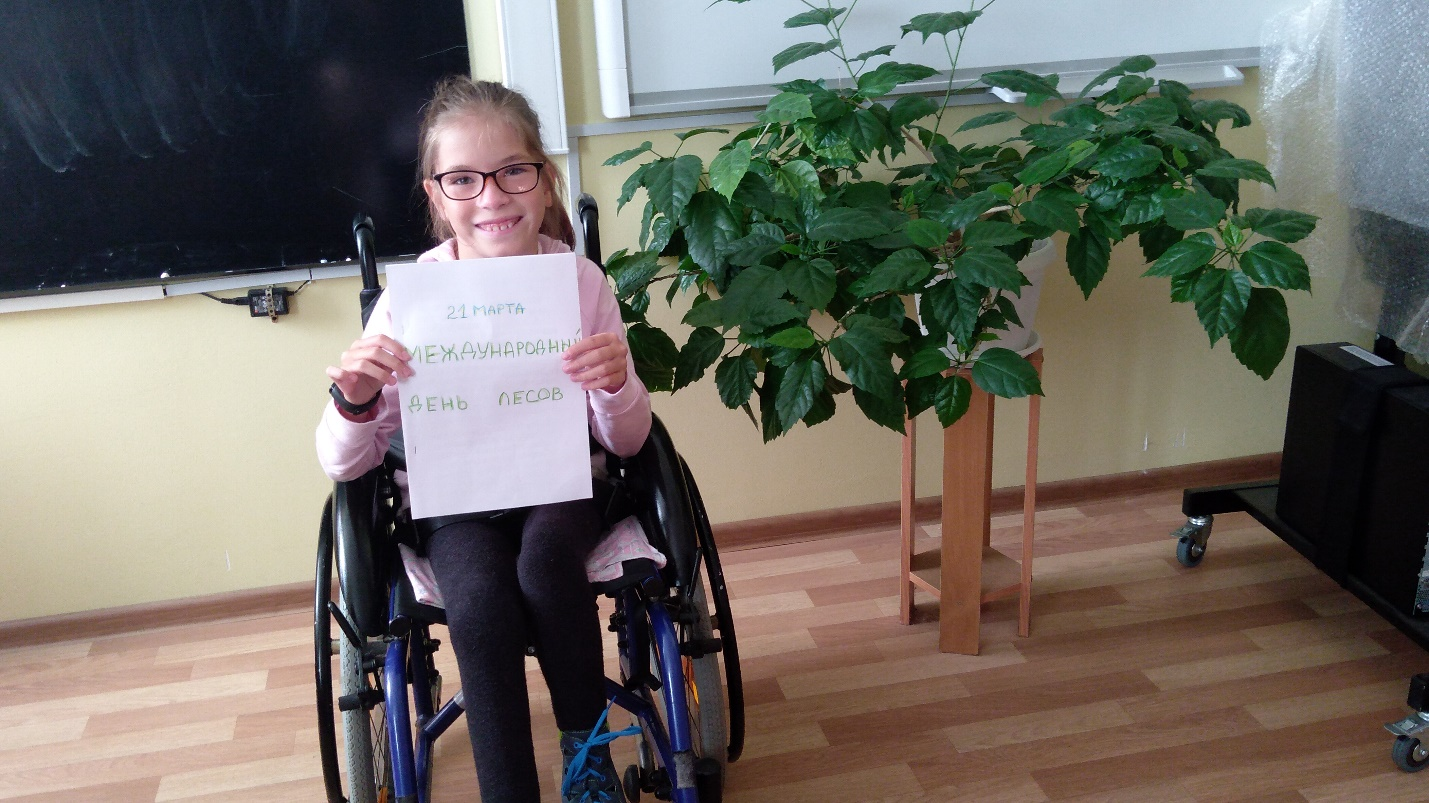 21 МАРТА
МЕЖДУНАРОДНЫЙ
ДЕНЬ ЛЕСОВ